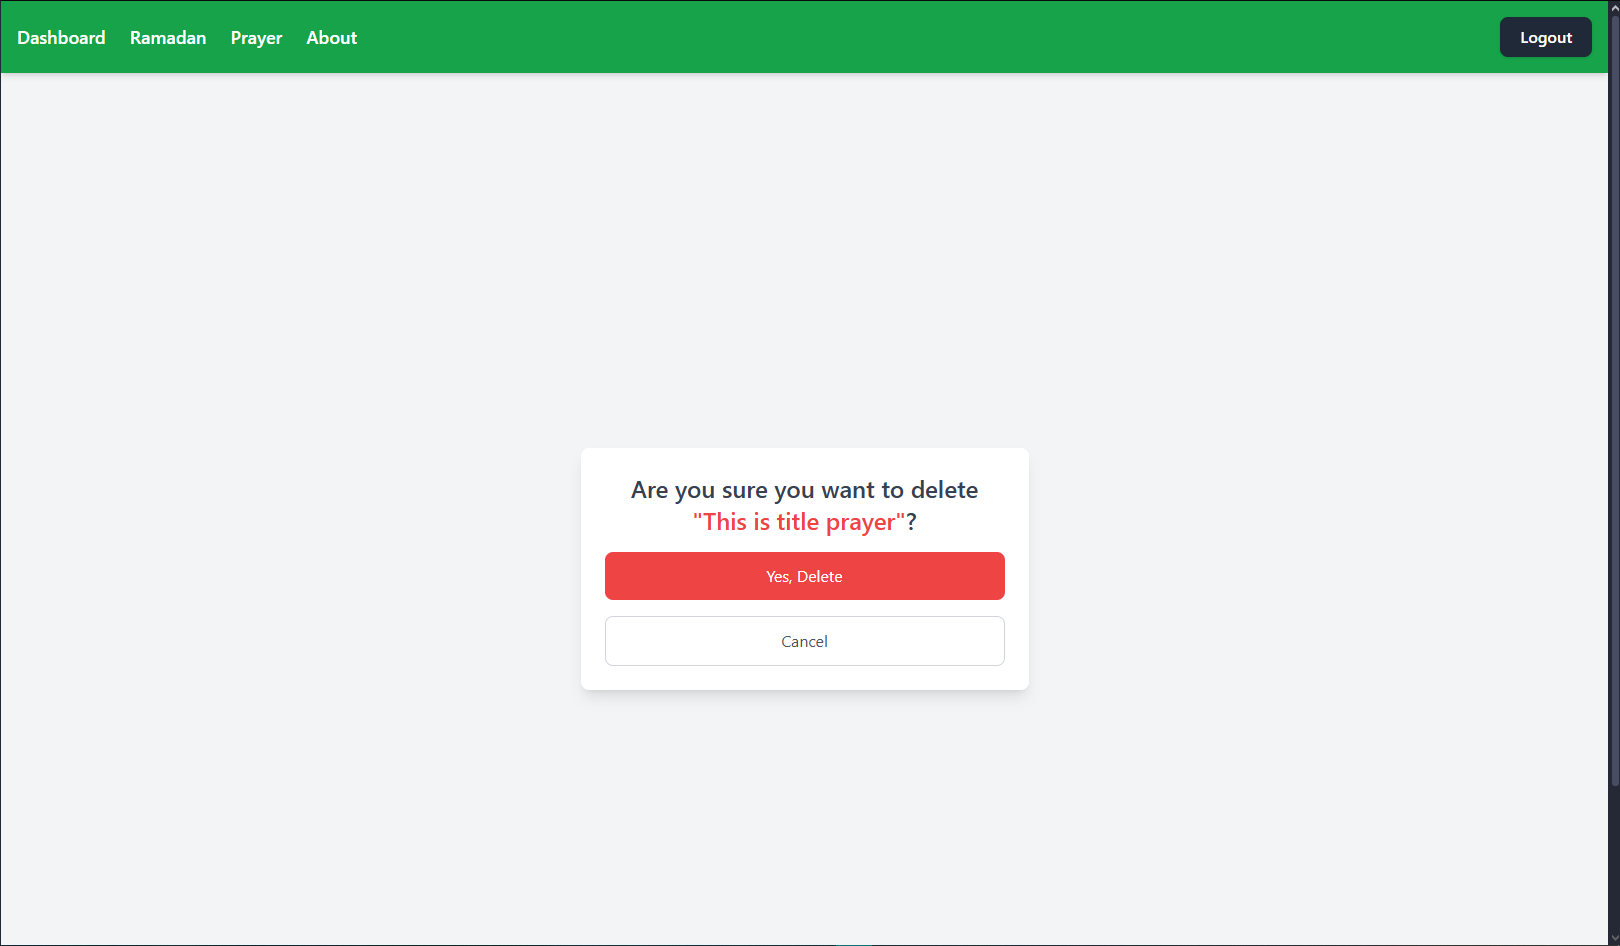 Dashboard Ramadan Prayer About Logout
Are you sure you want to delete
"This is title prayer"?
Yes, Delete
Cancel